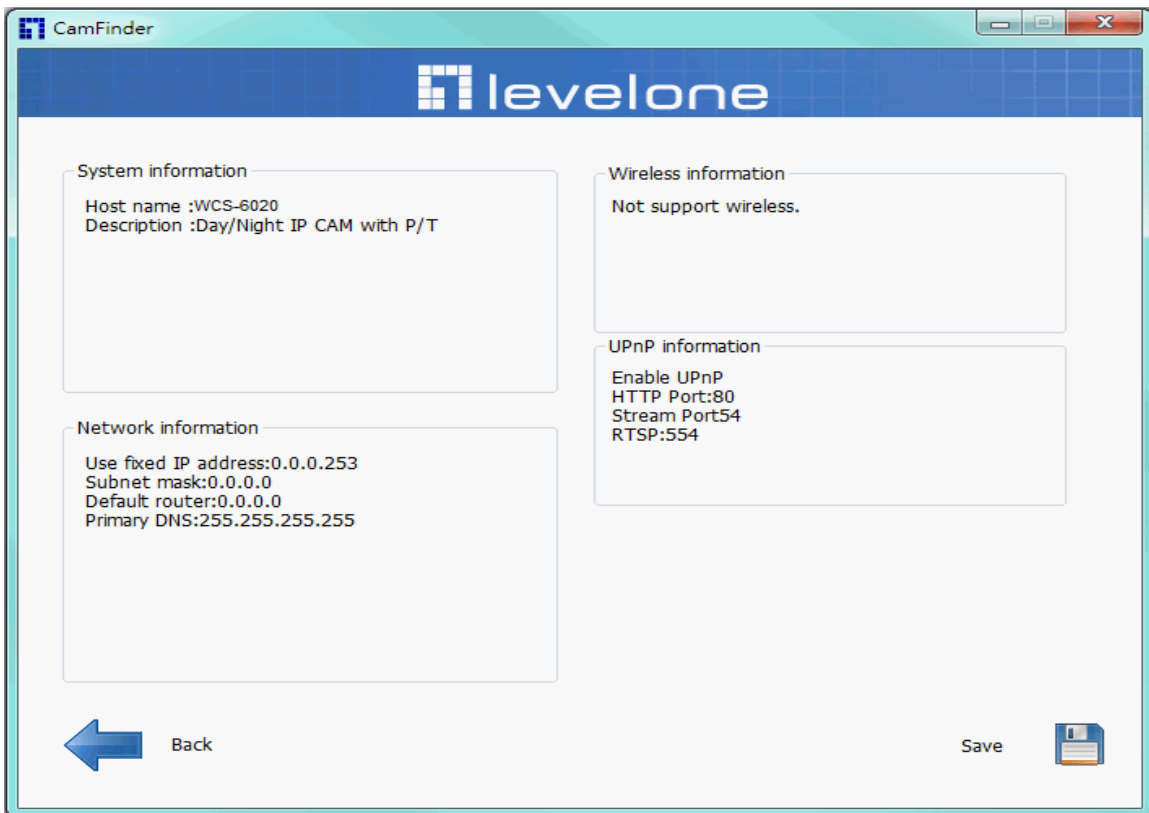 CamFinder
levelone
System information
Host name :WCS-6020
Description :Day/Night IP CAM with P/T
Network information
Use fixed IP address:0.0.0.253
Subnet mask:0.0.0.0
Default router:0.0.0.0
Primary DNS:255.255.255.255
Wireless information
Not support wireless.
UPnP information
Enable UPnP
HTTP Port:80
Stream Port54
RTSP:554
Back
Save